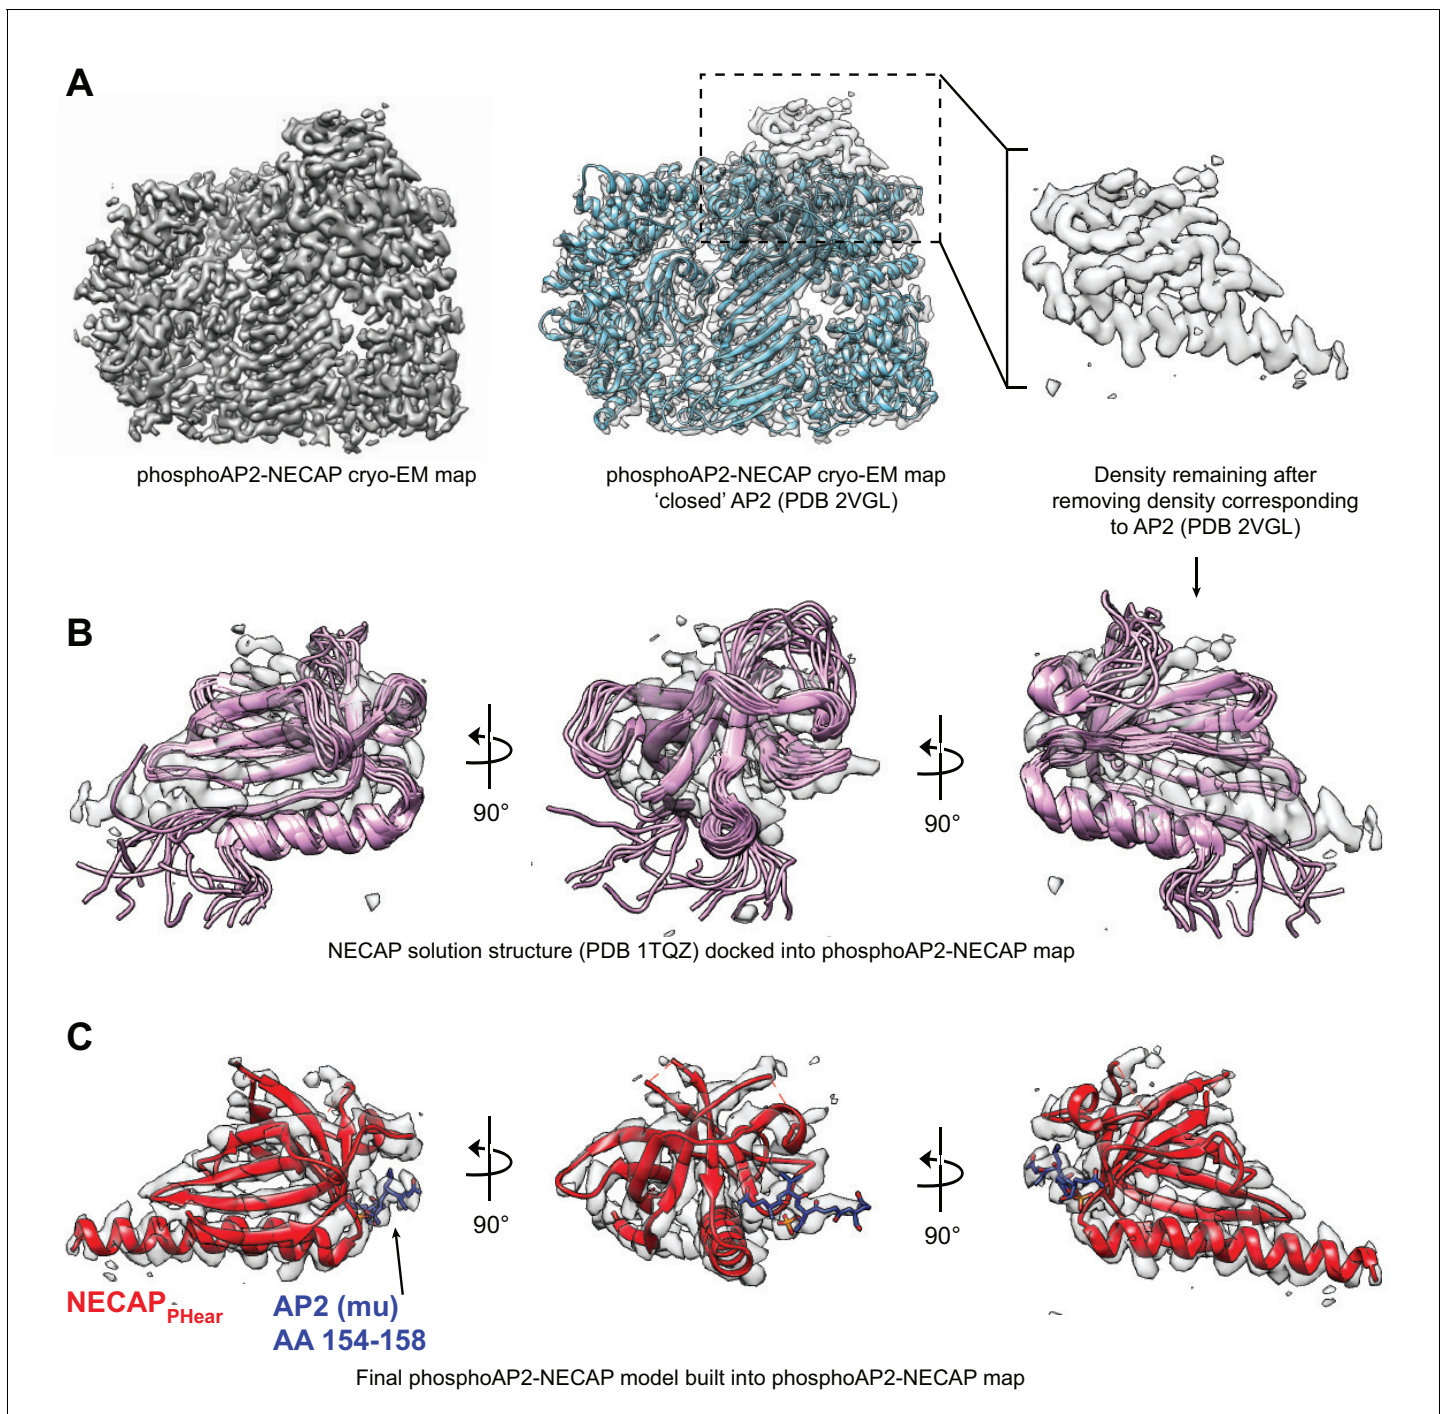 A
phosphoAP2-NECAP cryo-EM map
phosphoAP2-NECAP cryo-EM map
‘closed’ AP2 (PDB 2VGL)
Density remaining after
removing density corresponding
to AP2 (PDB 2VGL)
B
90°
90°
NECAP solution structure (PDB 1TQZ) docked into phosphoAP2-NECAP map
C
90°
90°
NECAP PHear
AP2 (mu)
AA 154-158
Final phosphoAP2-NECAP model built into phosphoAP2-NECAP map